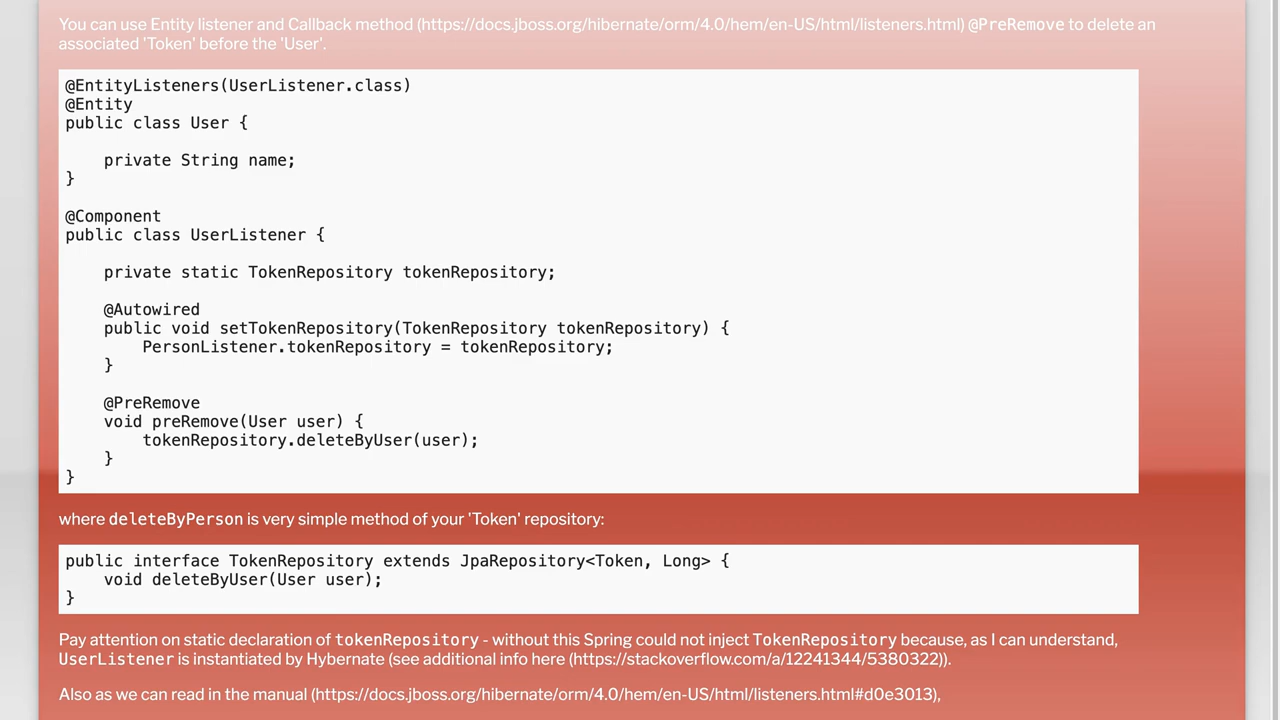 You can use Entity listener and Callback method (https://docs.jboss.org/hibernate/orm/4.0/hem/en-US/html/listeners.html) @PreRemove to delete an
associated 'Token' before the 'User'.
@EntityListeners(UserListener.class)
@Entity
public class User {
    private String name;
}
@Component
public class UserListener {
    private static TokenRepository tokenRepository;
    @Autowired
    public void setTokenRepository(TokenRepository tokenRepository) {
        PersonListener.tokenRepository = tokenRepository;
    }
    @PreRemove
    void preRemove(User user) {
        tokenRepository.deleteByUser(user);
    }
}
where deleteByPerson is very simple method of your 'Token' repository:
public interface TokenRepository extends JpaRepository<Token, Long> {
    void deleteByUser(User user);
}
Pay attention on static declaration of tokenRepository - without this Spring could not inject TokenRepository because, as I can understand,
UserListener is instantiated by Hybernate (see additional info here (https://stackoverflow.com/a/12241344/5380322)).
Also as we can read in the manual (https://docs.jboss.org/hibernate/orm/4.0/hem/en-US/html/listeners.html#d0e3013),